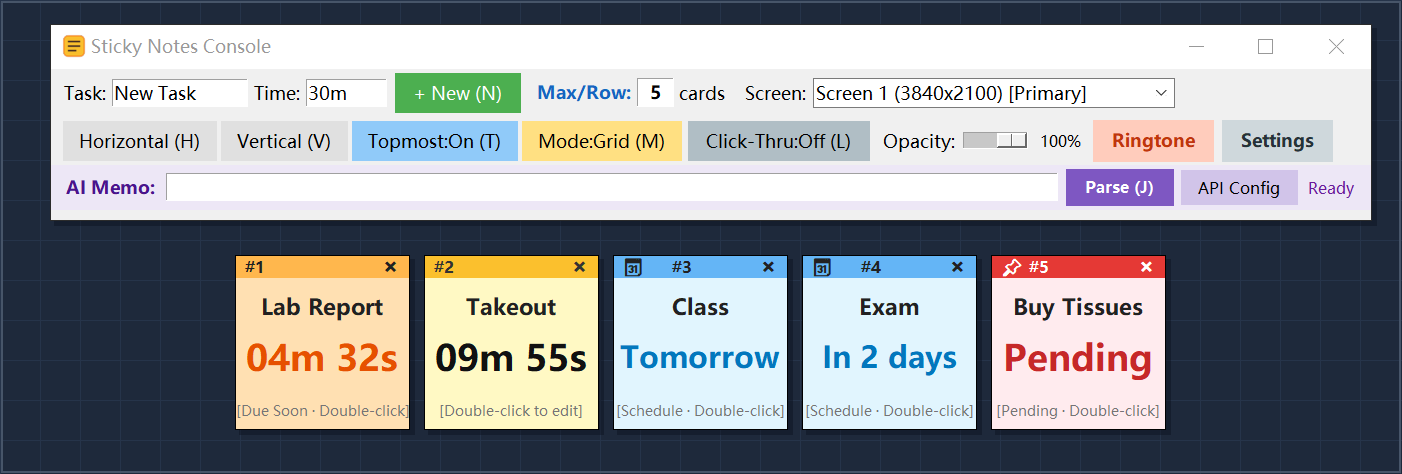 Sticky Notes Console
Task: New Task Time: 30m + New (N) Max/Row: 5 cards Screen: Screen 1 (3840x2100) [Primary]
Horizontal (H) Vertical (V) Topmost:On (T) Mode:Grid (M) Click-Thru:Off (L) Opacity: 100% Ringtone Settings
AI Memo: Parse (J) API Config Ready
#1
Lab Report
04m 32s
[Due Soon · Double-click]
#2
Takeout
09m 55s
[Double-click to edit]
31 #3
Class
Tomorrow
[Schedule · Double-click]
31 #4
Exam
In 2 days
[Schedule · Double-click]
#5
Buy Tissues
Pending
[Pending · Double-click]